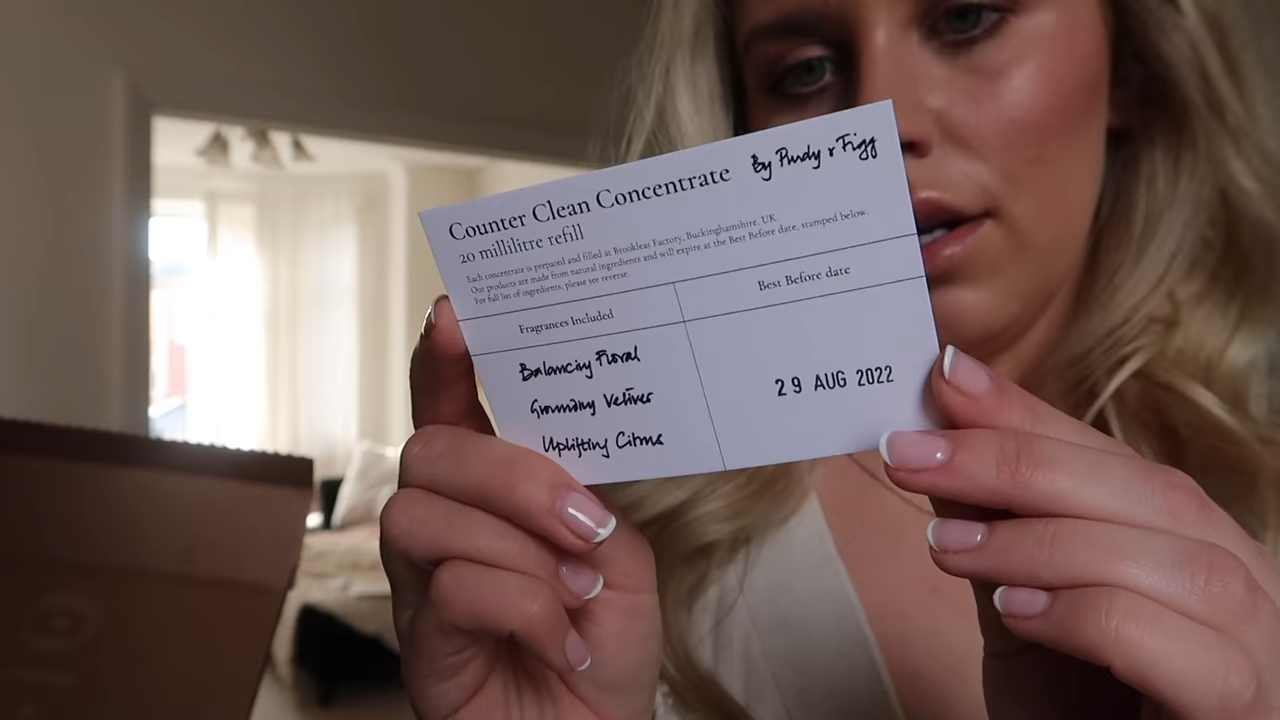 Counter Clean Concentrate By Purdy & Figg
20 millilitre refill
Each concentrate is prepared and filled at Brookleas Factory, Buckinghamshire, UK.
Our products are made from natural ingredients and will expire at the Best Before date, stamped below.
For full list of ingredients, please see reverse.
Fragrances Included
Best Before date
Balancing Floral
Grounding Vetiver
Uplifting Citrus
29 AUG 2022